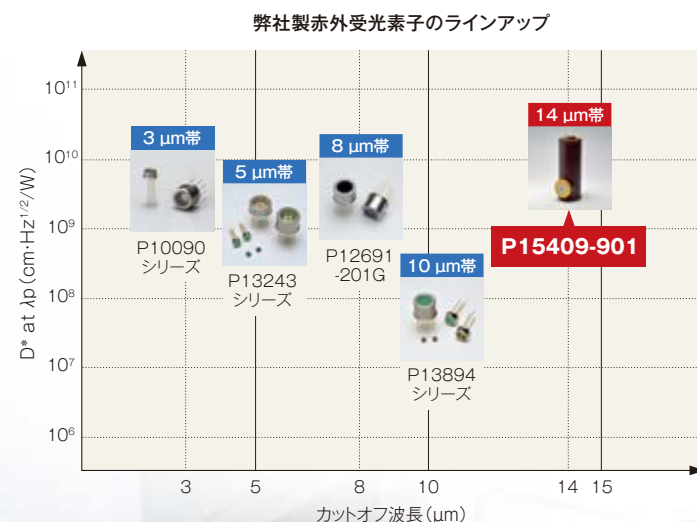 弊社製赤外受光素子のラインアップ
D* at λp (cm·Hz1/2/W)
10¹¹
10¹⁰
10⁹
10⁸
10⁷
10⁶
3 μm帯
P10090
シリーズ
5 μm帯
P13243
シリーズ
8 μm帯
P12691
-201G
10 μm帯
P13894
シリーズ
14 μm帯
P15409-901
3 5 8 10 14 15
カットオフ波長(μm)